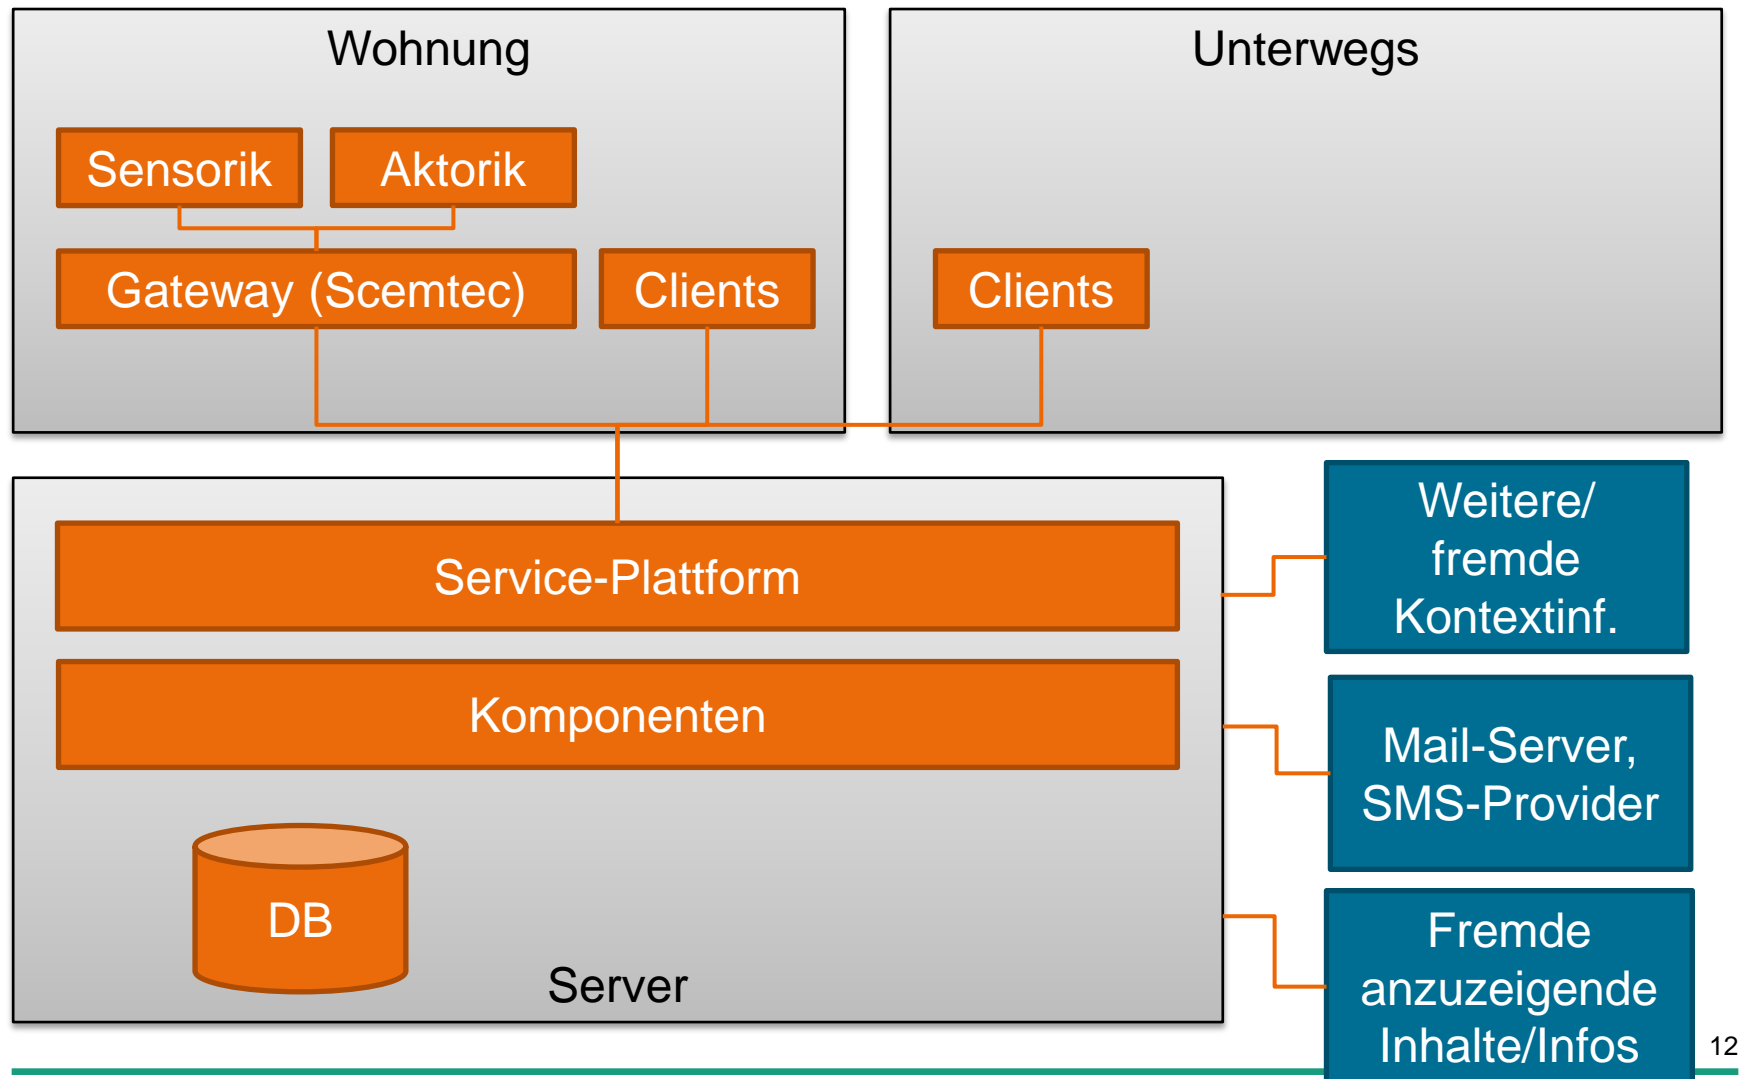 Wohnung
Unterwegs
Sensorik
Aktorik
Gateway (Scemtec)
Clients
Clients
Service-Plattform
Komponenten
DB
Server
Weitere/
fremde
Kontextinf.
Mail-Server,
SMS-Provider
Fremde
anzuzeigende
Inhalte/Infos
12